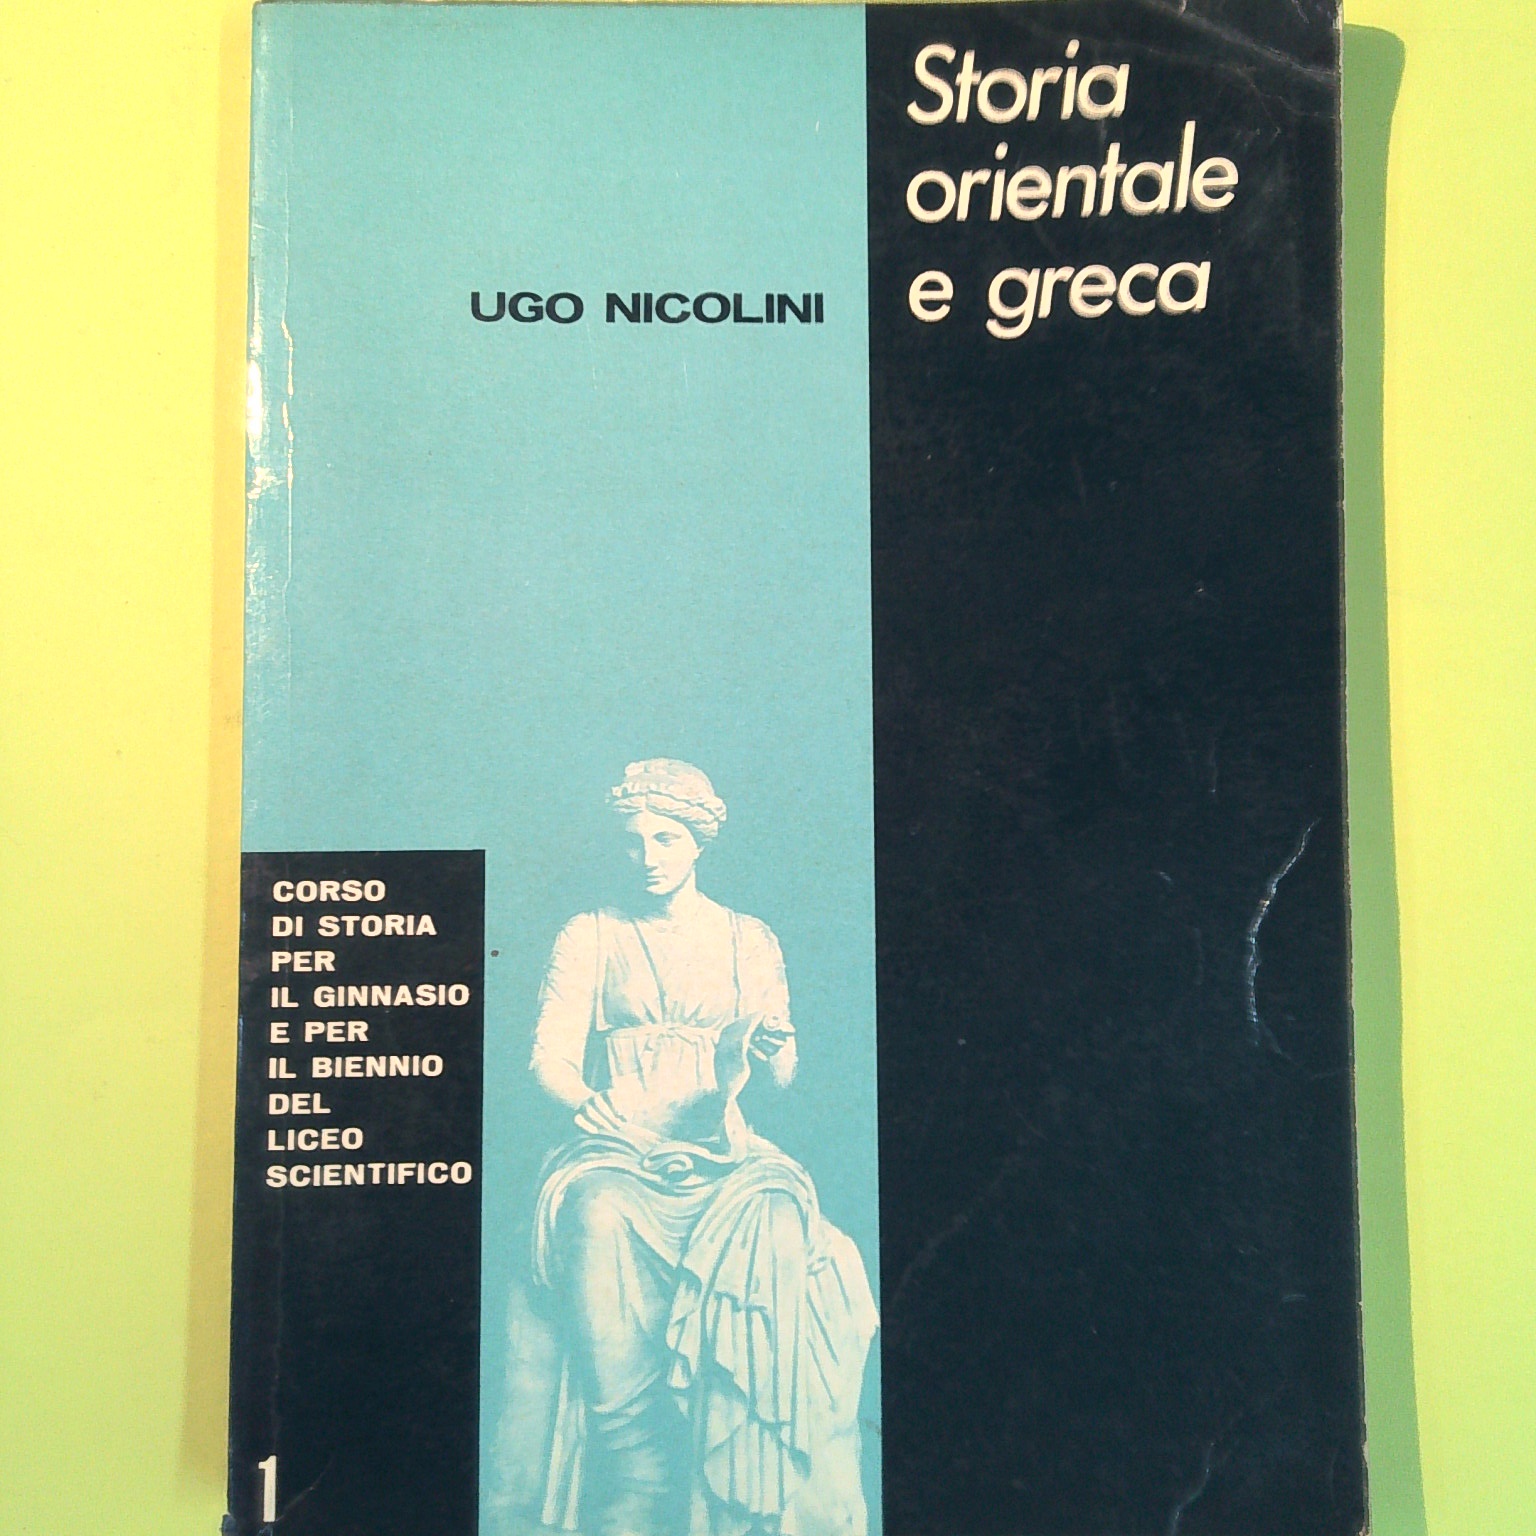 Storia
orientale
e greca
UGO NICOLINI
CORSO
DI STORIA
PER
IL GINNASIO
E PER
IL BIENNIO
DEL
LICEO
SCIENTIFICO
1